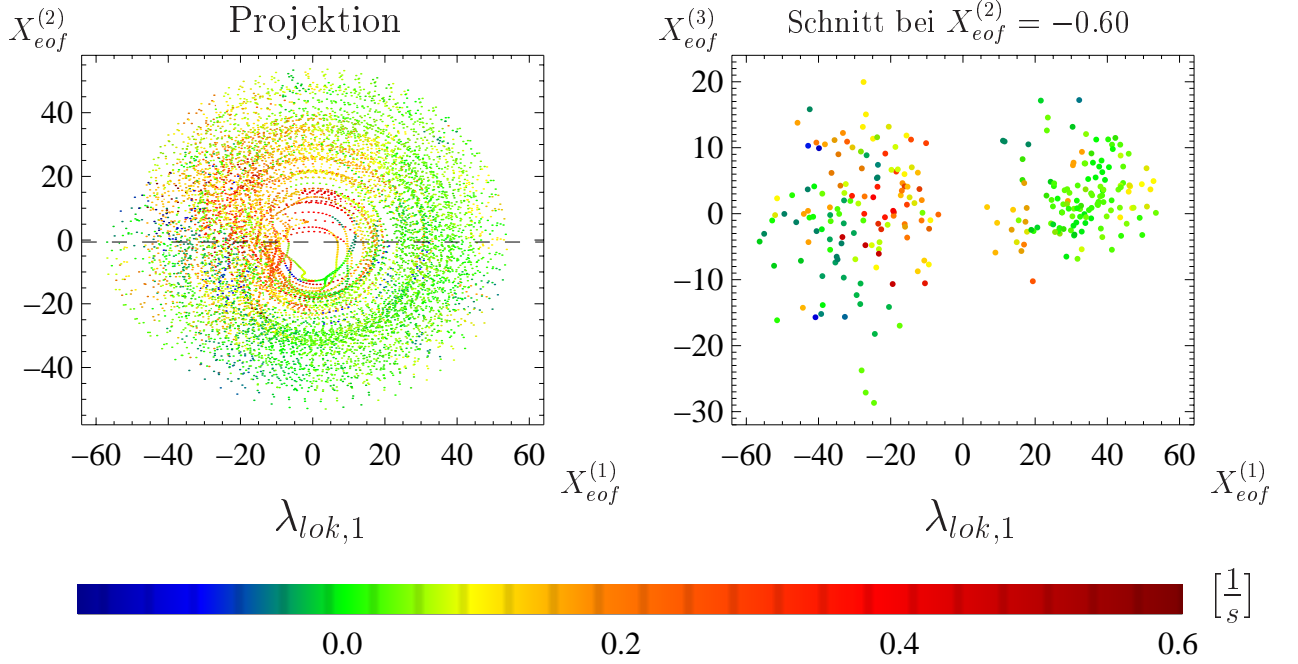 X_{eof}^{(2)} Projektion
40
20
0
−20
−40
−60 −40 −20 0 20 40 60
X_{eof}^{(1)}
λ_{lok,1}
X_{eof}^{(3)} Schnitt bei X_{eof}^{(2)} = −0.60
20
10
0
−10
−20
−30
−60 −40 −20 0 20 40 60
X_{eof}^{(1)}
λ_{lok,1}
[1/s]
0.0 0.2 0.4 0.6